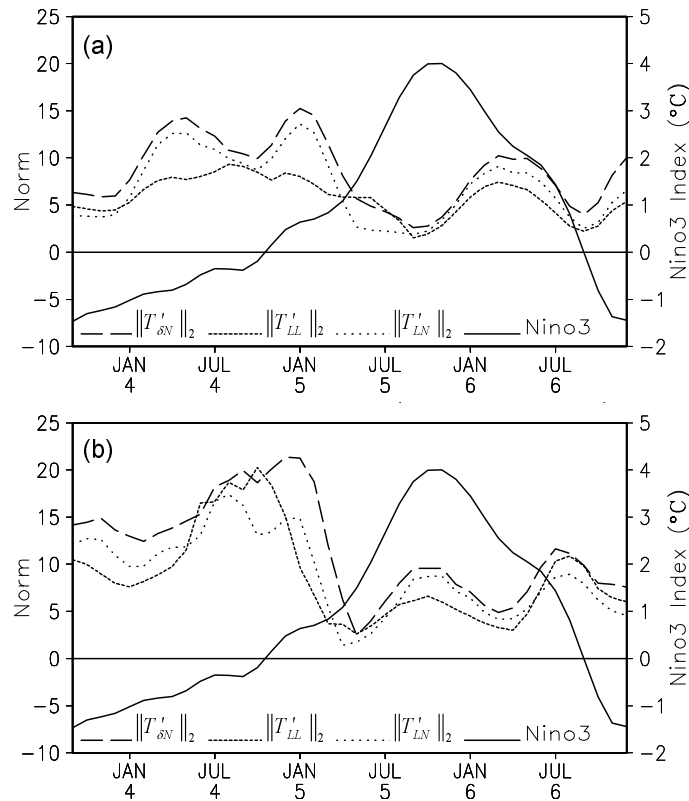 (a)
25
20
15
10
5
0
−5
−10
Norm
5
4
3
2
1
0
−1
−2
Nino3 Index (°C)
‖T′δN‖2 ‖T′LL‖2 ‖T′LN‖2 Nino3
JAN JUL JAN JUL JAN JUL
4 4 5 5 6 6
(b)
25
20
15
10
5
0
−5
−10
Norm
5
4
3
2
1
0
−1
−2
Nino3 Index (°C)
‖T′δN‖2 ‖T′LL‖2 ‖T′LN‖2 Nino3
JAN JUL JAN JUL JAN JUL
4 4 5 5 6 6